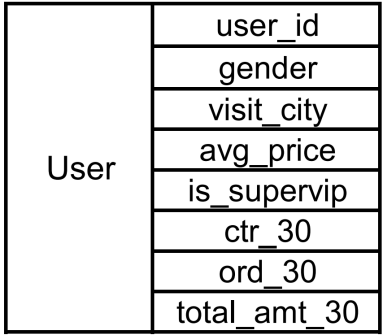 User
user_id
gender
visit_city
avg_price
is_supervip
ctr_30
ord_30
total_amt_30